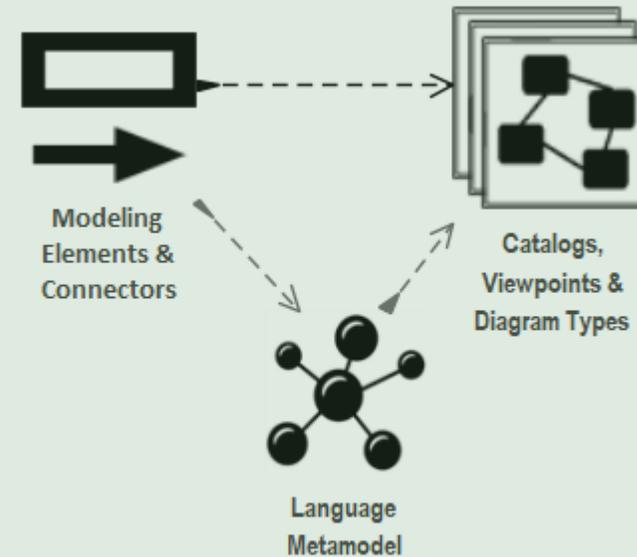 Modeling
Elements &
Connectors
Catalogs,
Viewpoints &
Diagram Types
Language
Metamodel